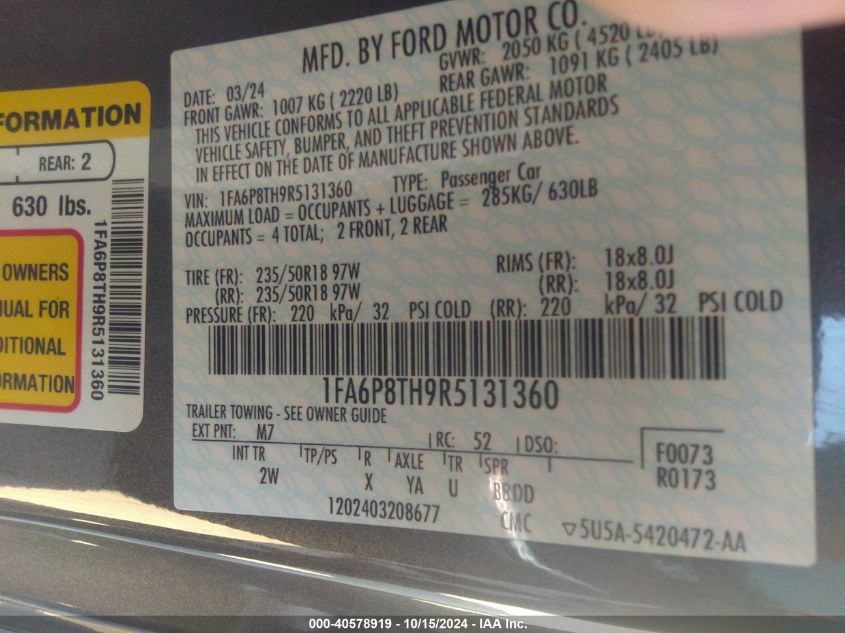 FORMATION
REAR: 2
630 lbs.
OWNERS
UAL FOR
DITIONAL
RMATION
1FA6P8TH9R5131360
MFD. BY FORD MOTOR CO.
DATE: 03/24 GVWR: 2050 KG ( 4520 LB)
FRONT GAWR: 1007 KG ( 2220 LB) REAR GAWR: 1091 KG ( 2405 LB)
THIS VEHICLE CONFORMS TO ALL APPLICABLE FEDERAL MOTOR
VEHICLE SAFETY, BUMPER, AND THEFT PREVENTION STANDARDS
IN EFFECT ON THE DATE OF MANUFACTURE SHOWN ABOVE.
VIN: 1FA6P8TH9R5131360 TYPE: Passenger Car
MAXIMUM LOAD = OCCUPANTS + LUGGAGE = 285KG/ 630LB
OCCUPANTS = 4 TOTAL; 2 FRONT, 2 REAR
TIRE (FR): 235/50R18 97W RIMS (FR): 18x8.0J
(RR): 235/50R18 97W (RR): 18x8.0J
PRESSURE (FR): 220 kPa/ 32 PSI COLD (RR): 220 kPa/ 32 PSI COLD
1FA6P8TH9R5131360
TRAILER TOWING - SEE OWNER GUIDE
EXT PNT: M7 RC: 52 DSO:
INT TR TP/PS R AXLE TR SPR F0073
2W X YA U BBDD R0173
1202403208677 CMC ▽5U5A-5420472-AA
000-40578919 - 10/15/2024 - IAA Inc.